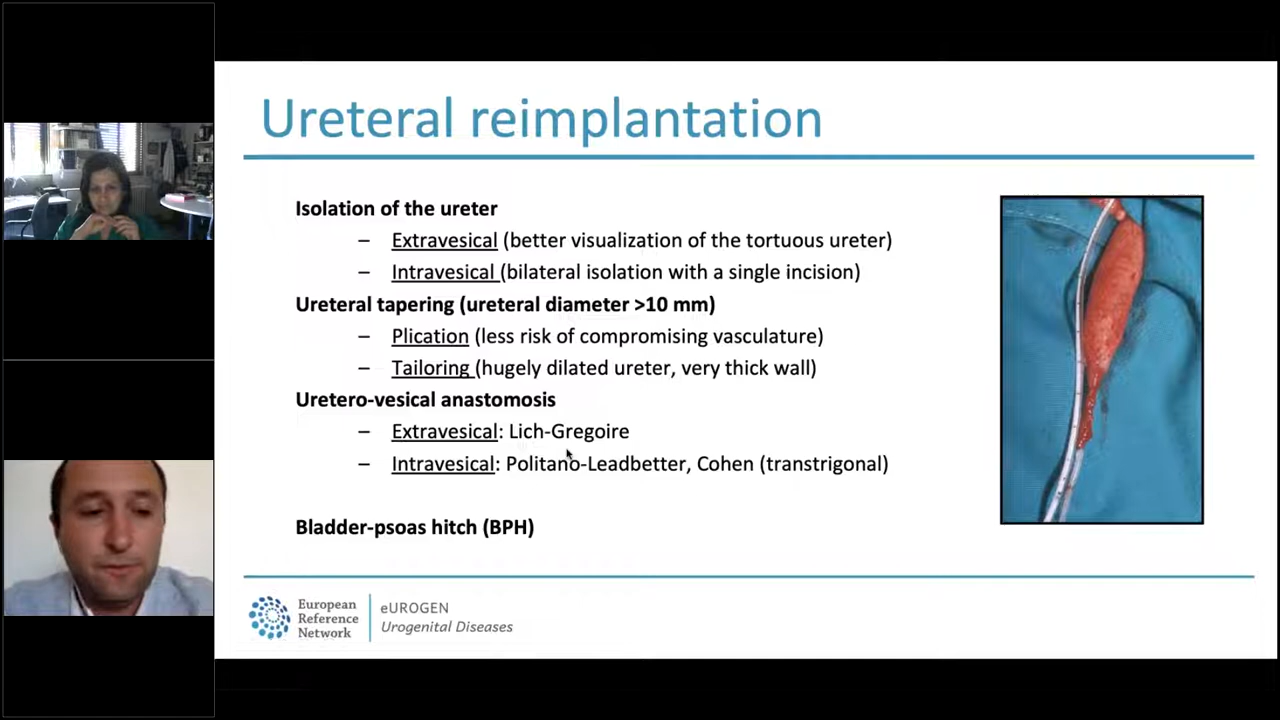 Ureteral reimplantation
Isolation of the ureter
– Extravesical (better visualization of the tortuous ureter)
– Intravesical (bilateral isolation with a single incision)
Ureteral tapering (ureteral diameter >10 mm)
– Plication (less risk of compromising vasculature)
– Tailoring (hugely dilated ureter, very thick wall)
Uretero-vesical anastomosis
– Extravesical: Lich-Gregoire
– Intravesical: Politano-Leadbetter, Cohen (transtrigonal)
Bladder-psoas hitch (BPH)
European
Reference
Network
eUROGEN
Urogenital Diseases